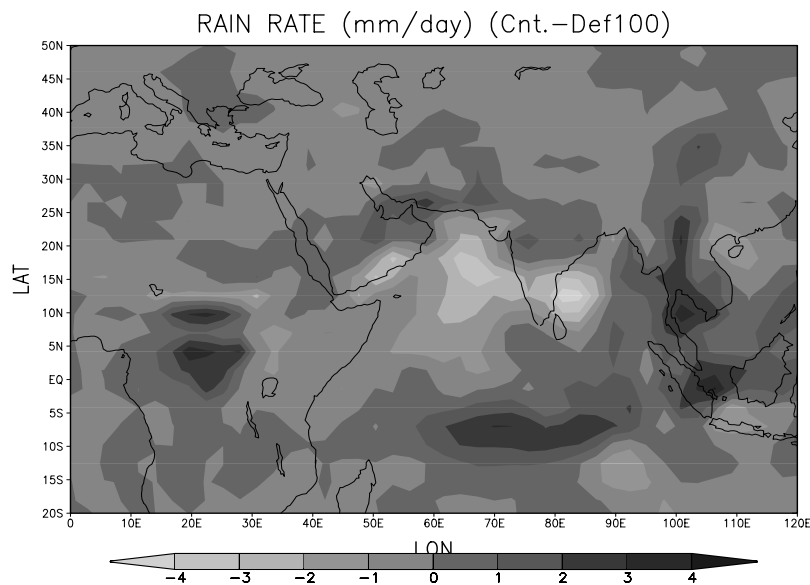 RAIN RATE (mm/day) (Cnt.-Def100)
50N
45N
40N
35N
30N
25N
20N
15N
10N
5N
EQ
5S
10S
15S
20S
LAT
0 10E 20E 30E 40E 50E 60E 70E 80E 90E 100E 110E 120E
LON
-4 -3 -2 -1 0 1 2 3 4